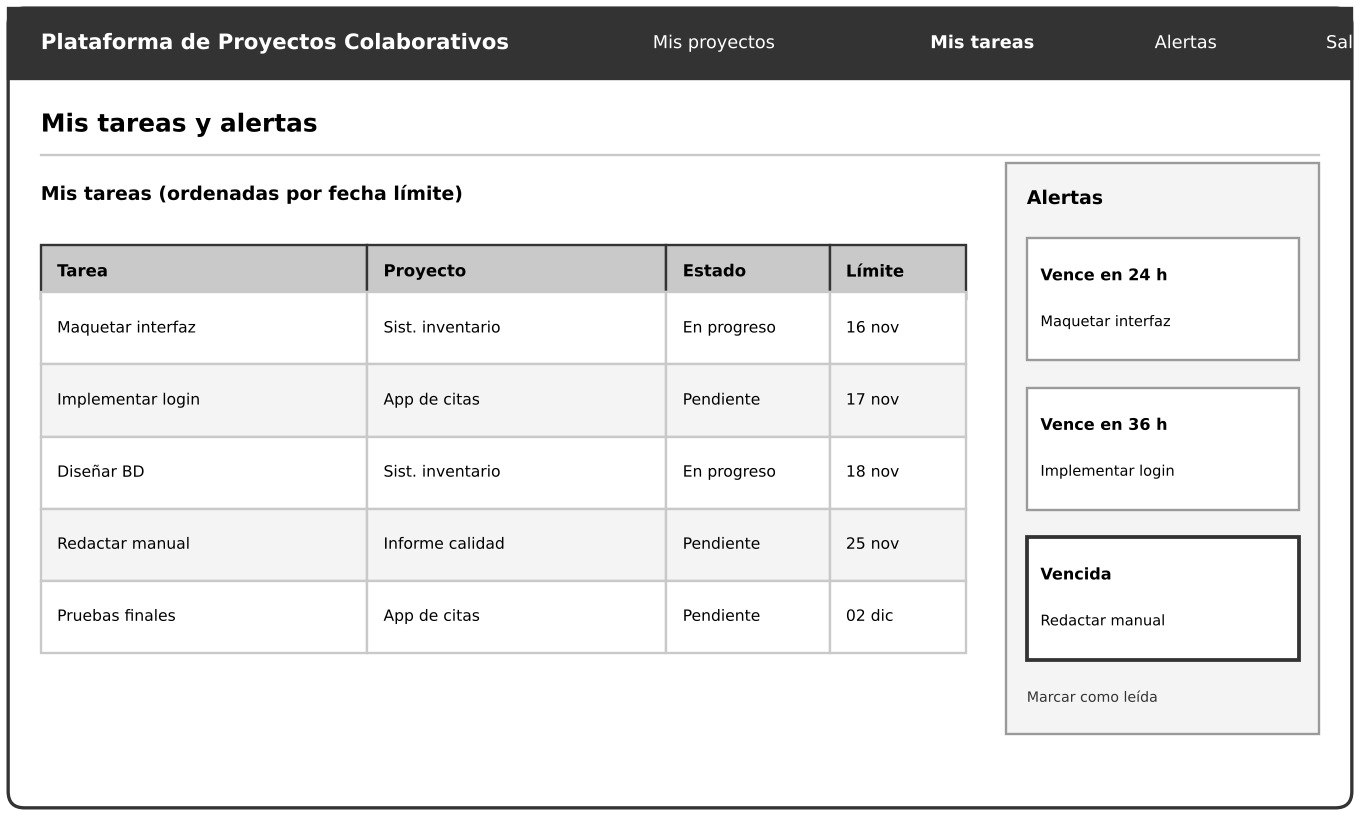 Plataforma de Proyectos Colaborativos Mis proyectos Mis tareas Alertas Sal
Mis tareas y alertas
Mis tareas (ordenadas por fecha límite)
Tarea Proyecto Estado Límite
Maquetar interfaz Sist. inventario En progreso 16 nov
Implementar login App de citas Pendiente 17 nov
Diseñar BD Sist. inventario En progreso 18 nov
Redactar manual Informe calidad Pendiente 25 nov
Pruebas finales App de citas Pendiente 02 dic
Alertas
Vence en 24 h
Maquetar interfaz
Vence en 36 h
Implementar login
Vencida
Redactar manual
Marcar como leída